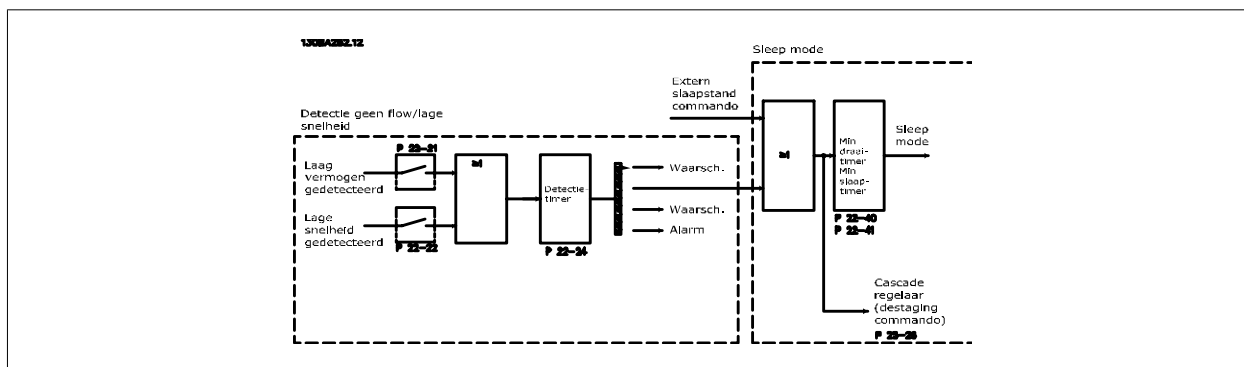 130BA252.12
Sleep mode
Extern
slaapstand
commando
Detectie geen flow/lage
snelheid
P 22-21
≥1
Laag
vermogen
gedetecteerd
Lage
snelheid
gedetecteerd
P 22-22
Detectie-
timer
P 22-24
Waarsch.
Waarsch.
Alarm
≥1
Min
draai-
timer
Min
slaap-
timer
P 22-40
P 22-41
Sleep
mode
Cascade
regelaar
(destaging
commando)